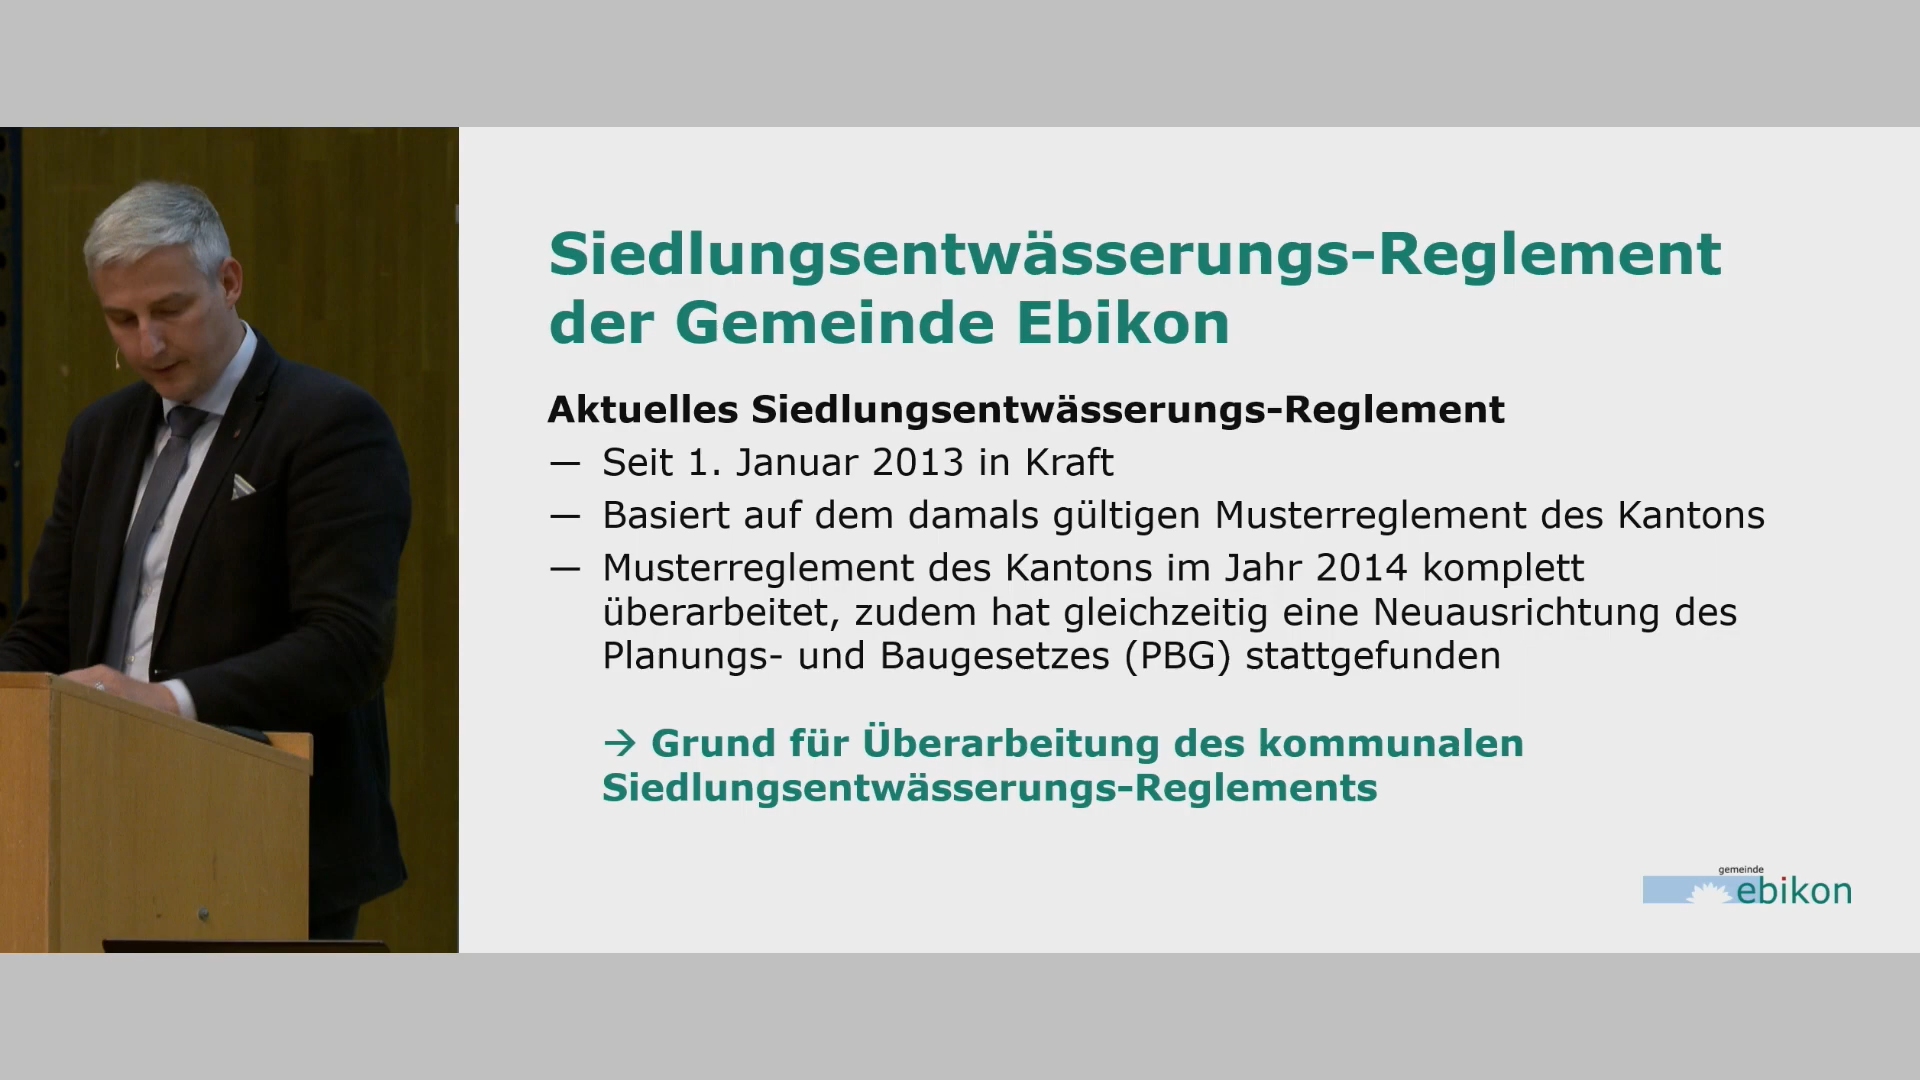 Siedlungsentwässerungs-Reglement
der Gemeinde Ebikon
Aktuelles Siedlungsentwässerungs-Reglement
— Seit 1. Januar 2013 in Kraft
— Basiert auf dem damals gültigen Musterreglement des Kantons
— Musterreglement des Kantons im Jahr 2014 komplett
überarbeitet, zudem hat gleichzeitig eine Neuausrichtung des
Planungs- und Baugesetzes (PBG) stattgefunden
→ Grund für Überarbeitung des kommunalen
Siedlungsentwässerungs-Reglements
gemeinde
ebikon